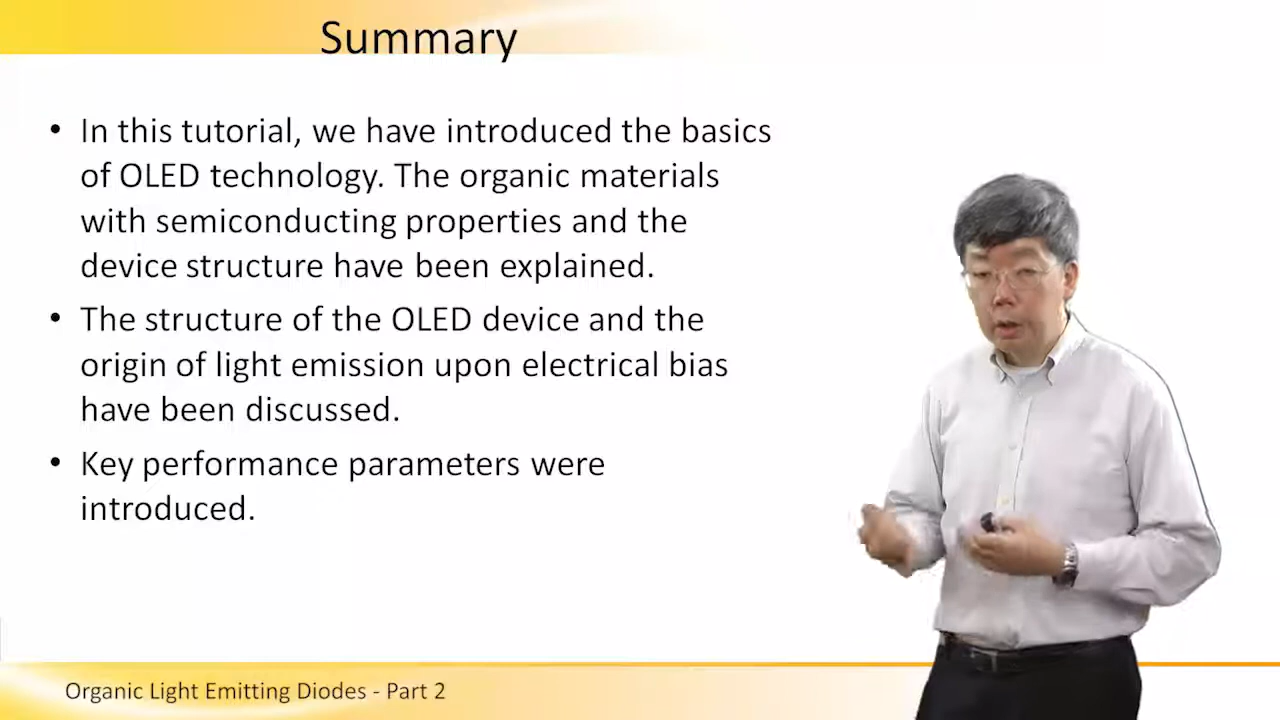 Summary
• In this tutorial, we have introduced the basics
of OLED technology. The organic materials
with semiconducting properties and the
device structure have been explained.
• The structure of the OLED device and the
origin of light emission upon electrical bias
have been discussed.
• Key performance parameters were
introduced.
Organic Light Emitting Diodes - Part 2